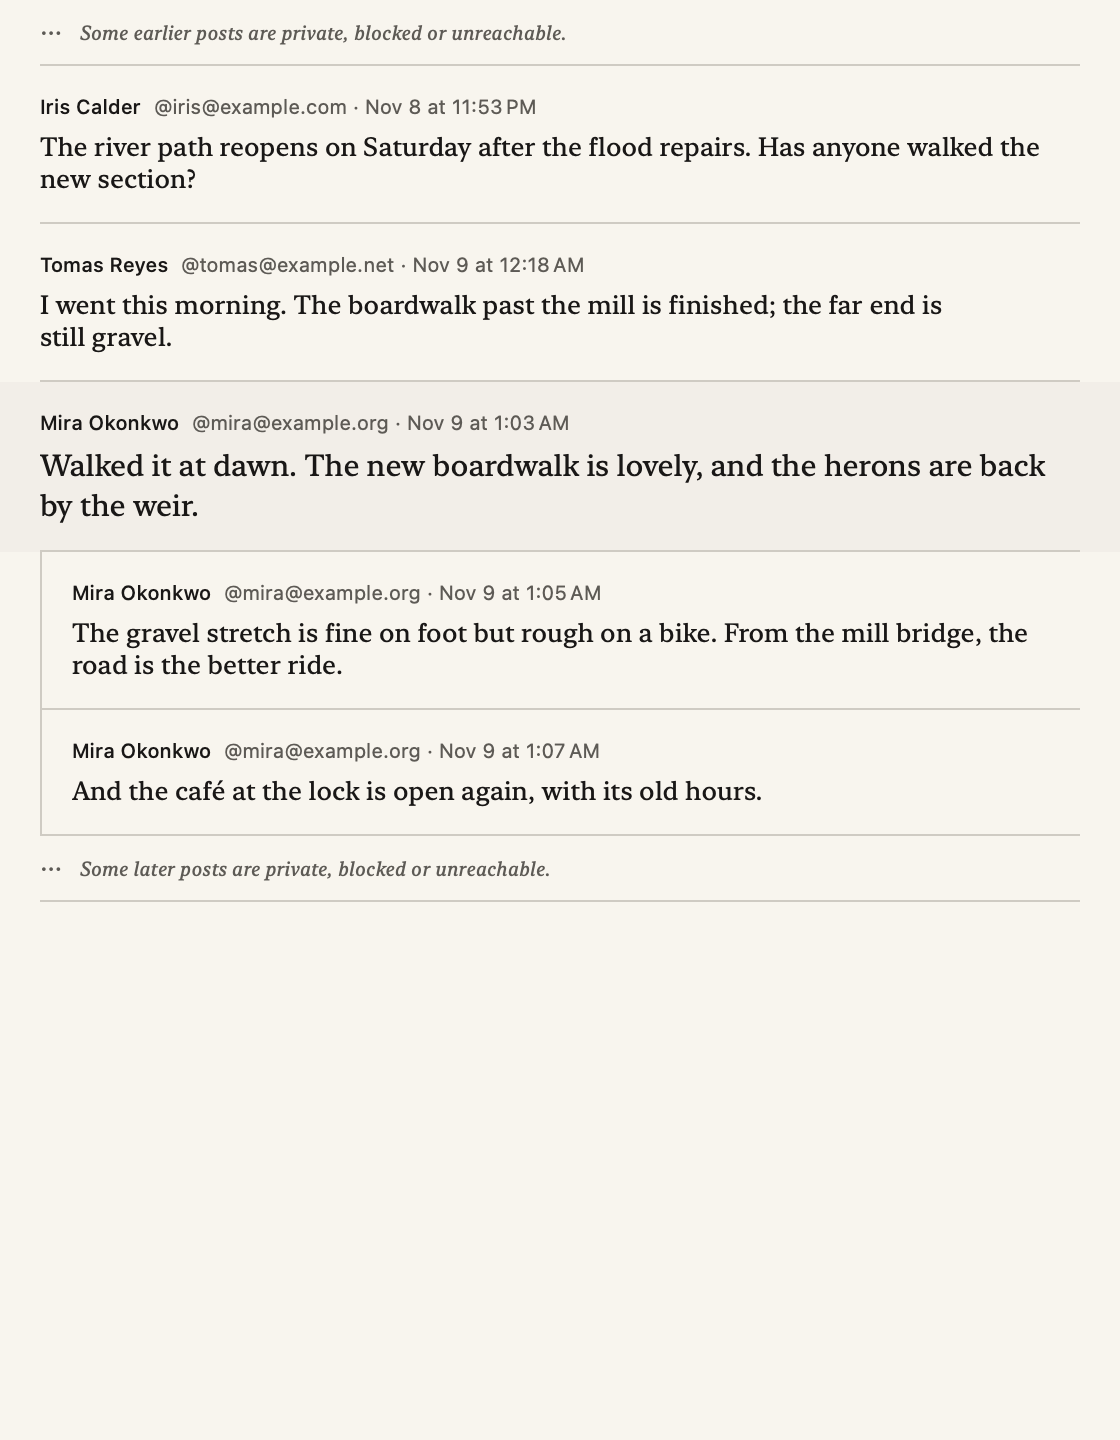 ··· Some earlier posts are private, blocked or unreachable.
Iris Calder @iris@example.com · Nov 8 at 11:53 PM
The river path reopens on Saturday after the flood repairs. Has anyone walked the
new section?
Tomas Reyes @tomas@example.net · Nov 9 at 12:18 AM
I went this morning. The boardwalk past the mill is finished; the far end is
still gravel.
Mira Okonkwo @mira@example.org · Nov 9 at 1:03 AM
Walked it at dawn. The new boardwalk is lovely, and the herons are back
by the weir.
Mira Okonkwo @mira@example.org · Nov 9 at 1:05 AM
The gravel stretch is fine on foot but rough on a bike. From the mill bridge, the
road is the better ride.
Mira Okonkwo @mira@example.org · Nov 9 at 1:07 AM
And the café at the lock is open again, with its old hours.
··· Some later posts are private, blocked or unreachable.